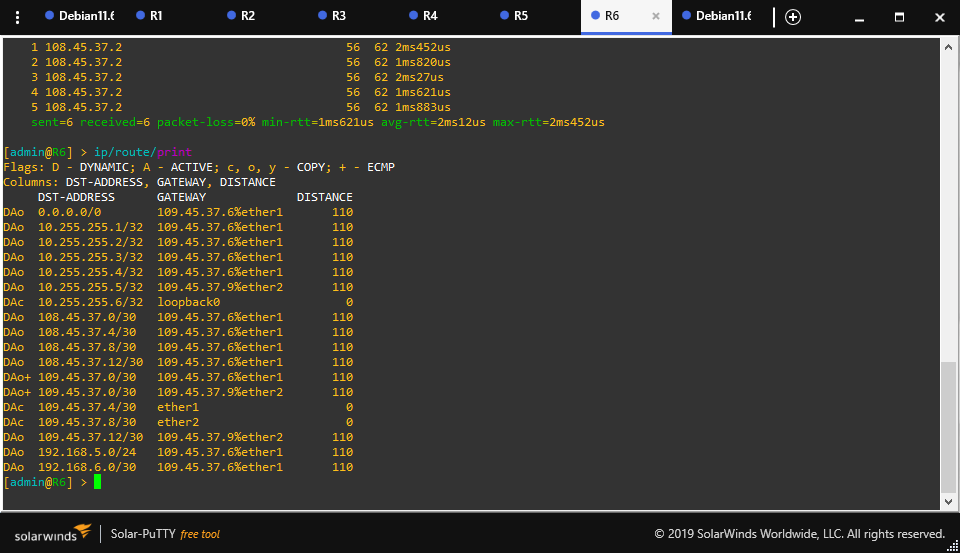 Debian11.6 R1 R2 R3 R4 R5 R6 Debian11.6
1 108.45.37.2 56 62 2ms452us
2 108.45.37.2 56 62 1ms820us
3 108.45.37.2 56 62 2ms27us
4 108.45.37.2 56 62 1ms621us
5 108.45.37.2 56 62 1ms883us
sent=6 received=6 packet-loss=0% min-rtt=1ms621us avg-rtt=2ms12us max-rtt=2ms452us
[admin@R6] > ip/route/print
Flags: D - DYNAMIC; A - ACTIVE; c, o, y - COPY; + - ECMP
Columns: DST-ADDRESS, GATEWAY, DISTANCE
DST-ADDRESS GATEWAY DISTANCE
DAo 0.0.0.0/0 109.45.37.6%ether1 110
DAo 10.255.255.1/32 109.45.37.6%ether1 110
DAo 10.255.255.2/32 109.45.37.6%ether1 110
DAo 10.255.255.3/32 109.45.37.6%ether1 110
DAo 10.255.255.4/32 109.45.37.6%ether1 110
DAo 10.255.255.5/32 109.45.37.9%ether2 110
DAc 10.255.255.6/32 loopback0 0
DAo 108.45.37.0/30 109.45.37.6%ether1 110
DAo 108.45.37.4/30 109.45.37.6%ether1 110
DAo 108.45.37.8/30 109.45.37.6%ether1 110
DAo 108.45.37.12/30 109.45.37.6%ether1 110
DAo+ 109.45.37.0/30 109.45.37.6%ether1 110
DAo+ 109.45.37.0/30 109.45.37.9%ether2 110
DAc 109.45.37.4/30 ether1 0
DAc 109.45.37.8/30 ether2 0
DAo 109.45.37.12/30 109.45.37.9%ether2 110
DAo 192.168.5.0/24 109.45.37.6%ether1 110
DAo 192.168.6.0/30 109.45.37.6%ether1 110
[admin@R6] >
solarwinds Solar-PuTTY free tool © 2019 SolarWinds Worldwide, LLC. All rights reserved.